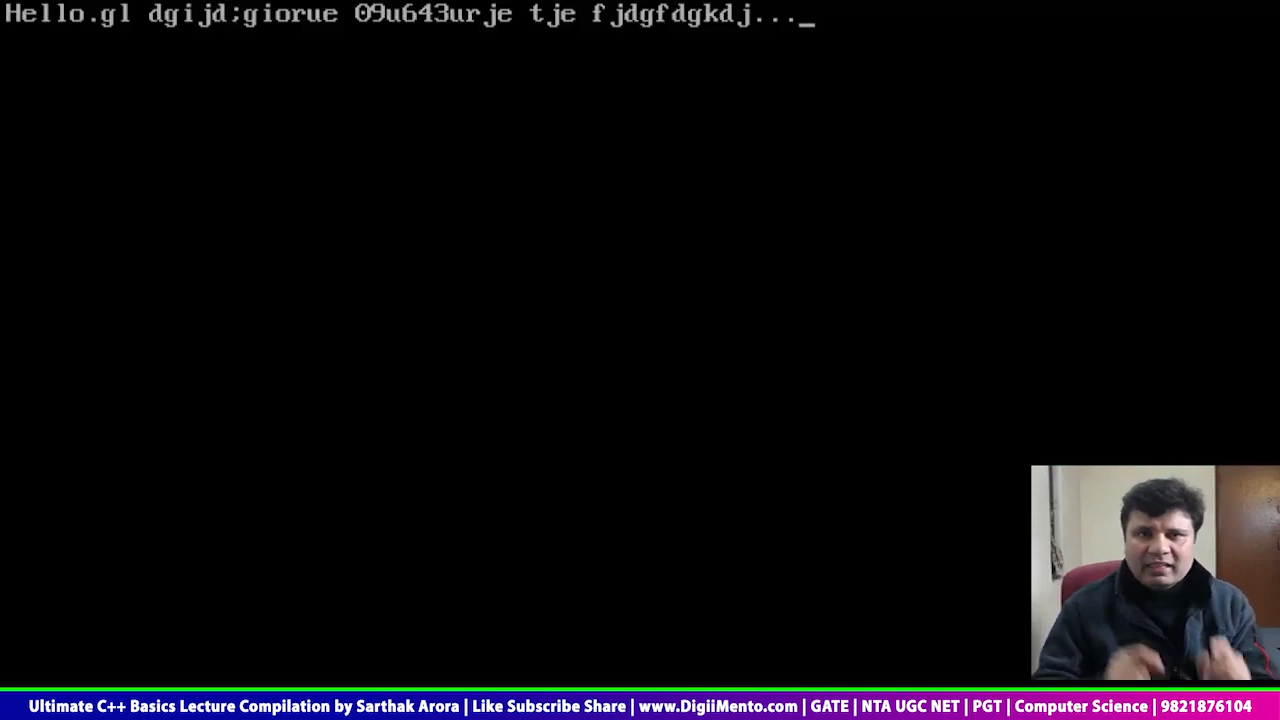 Hello.gl dgijd;giorue 09u643urje tje fjdgfdgkdj..._
Ultimate C++ Basics Lecture Compilation by Sarthak Arora | Like Subscribe Share | www.DigiiMento.com | GATE | NTA UGC NET | PGT | Computer Science | 9821876104